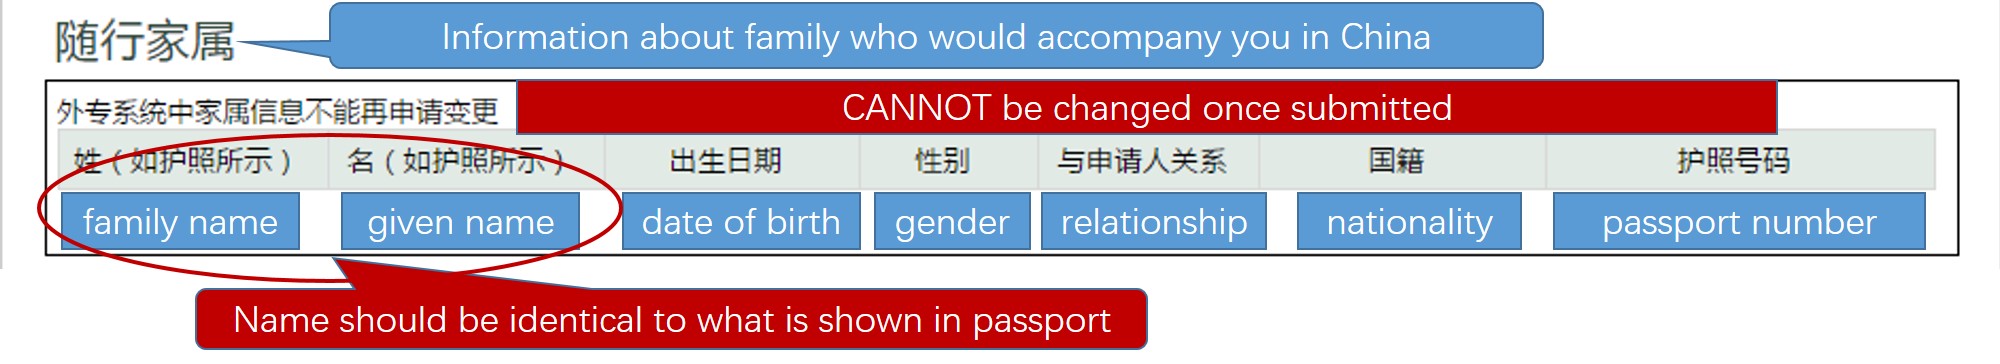 随行家属
Information about family who would accompany you in China
外专系统中家属信息不能再申请变更
CANNOT be changed once submitted
姓（如护照所示） 名（如护照所示） 出生日期 性别 与申请人关系 国籍 护照号码
family name given name date of birth gender relationship nationality passport number
Name should be identical to what is shown in passport